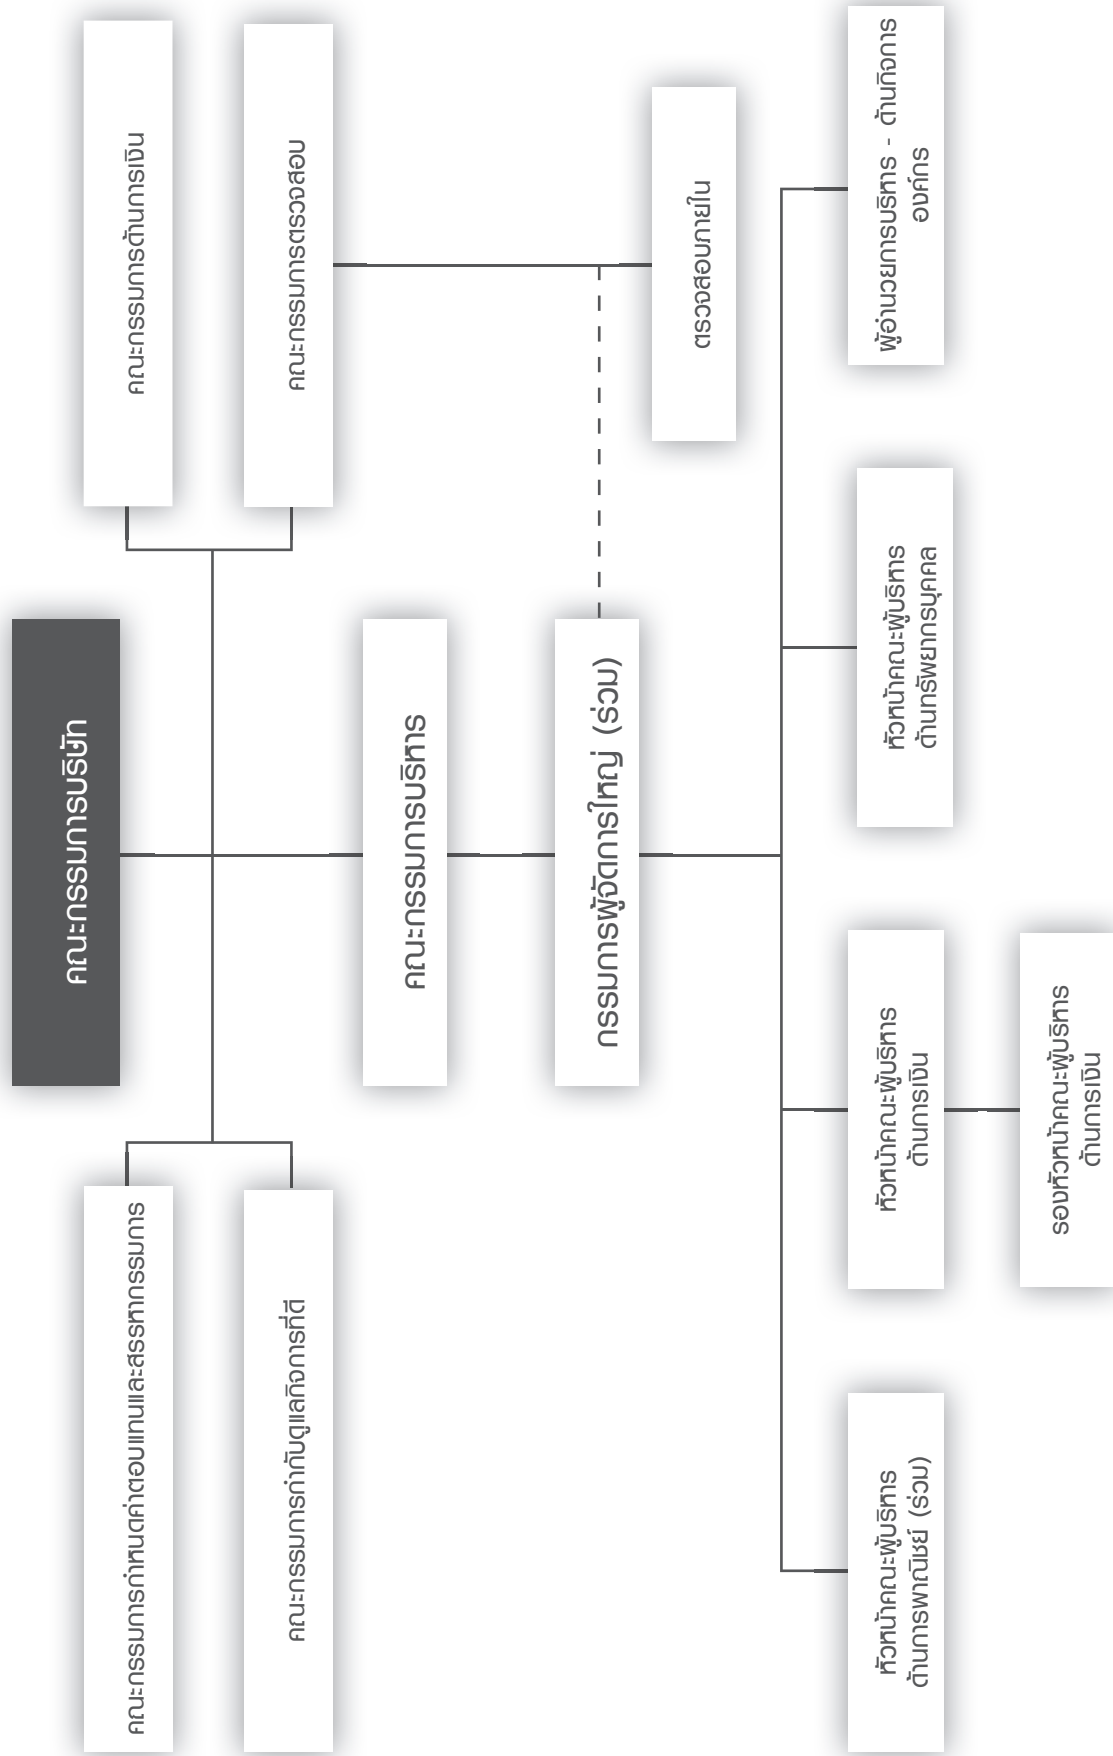 คณะกรรมการบริษัท
คณะกรรมการกำหนดค่าตอบแทนและสรรหากรรมการ
คณะกรรมการด้านการเงิน
คณะกรรมการกำกับดูแลกิจการที่ดี
คณะกรรมการตรวจสอบ
คณะกรรมการบริหาร
กรรมการผู้จัดการใหญ่ (ร่วม)
ตรวจสอบภายใน
หัวหน้าคณะผู้บริหาร
ด้านการพาณิชย์ (ร่วม)
หัวหน้าคณะผู้บริหาร
ด้านการเงิน
หัวหน้าคณะผู้บริหาร
ด้านทรัพยากรบุคคล
ผู้อำนวยการบริหาร - ด้านกิจการ
องค์กร
รองหัวหน้าคณะผู้บริหาร
ด้านการเงิน